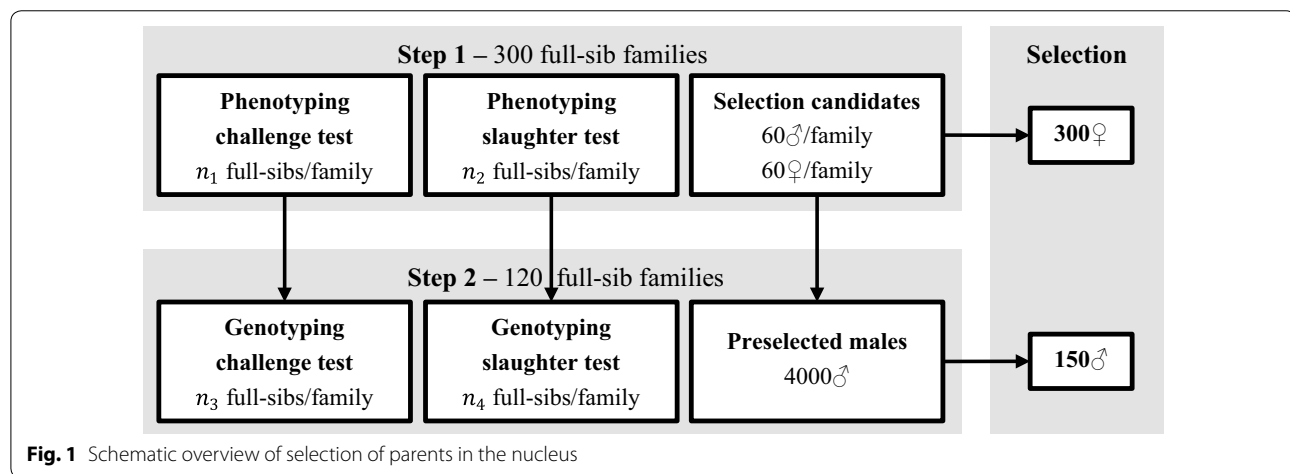 Step 1 – 300 full-sib families
Selection
Phenotyping
challenge test
n₁ full-sibs/family
Phenotyping
slaughter test
n₂ full-sibs/family
Selection candidates
60♂/family
60♀/family
300♀
Step 2 – 120 full-sib families
Genotyping
challenge test
n₃ full-sibs/family
Genotyping
slaughter test
n₄ full-sibs/family
Preselected males
4000♂
150♂
Fig. 1 Schematic overview of selection of parents in the nucleus